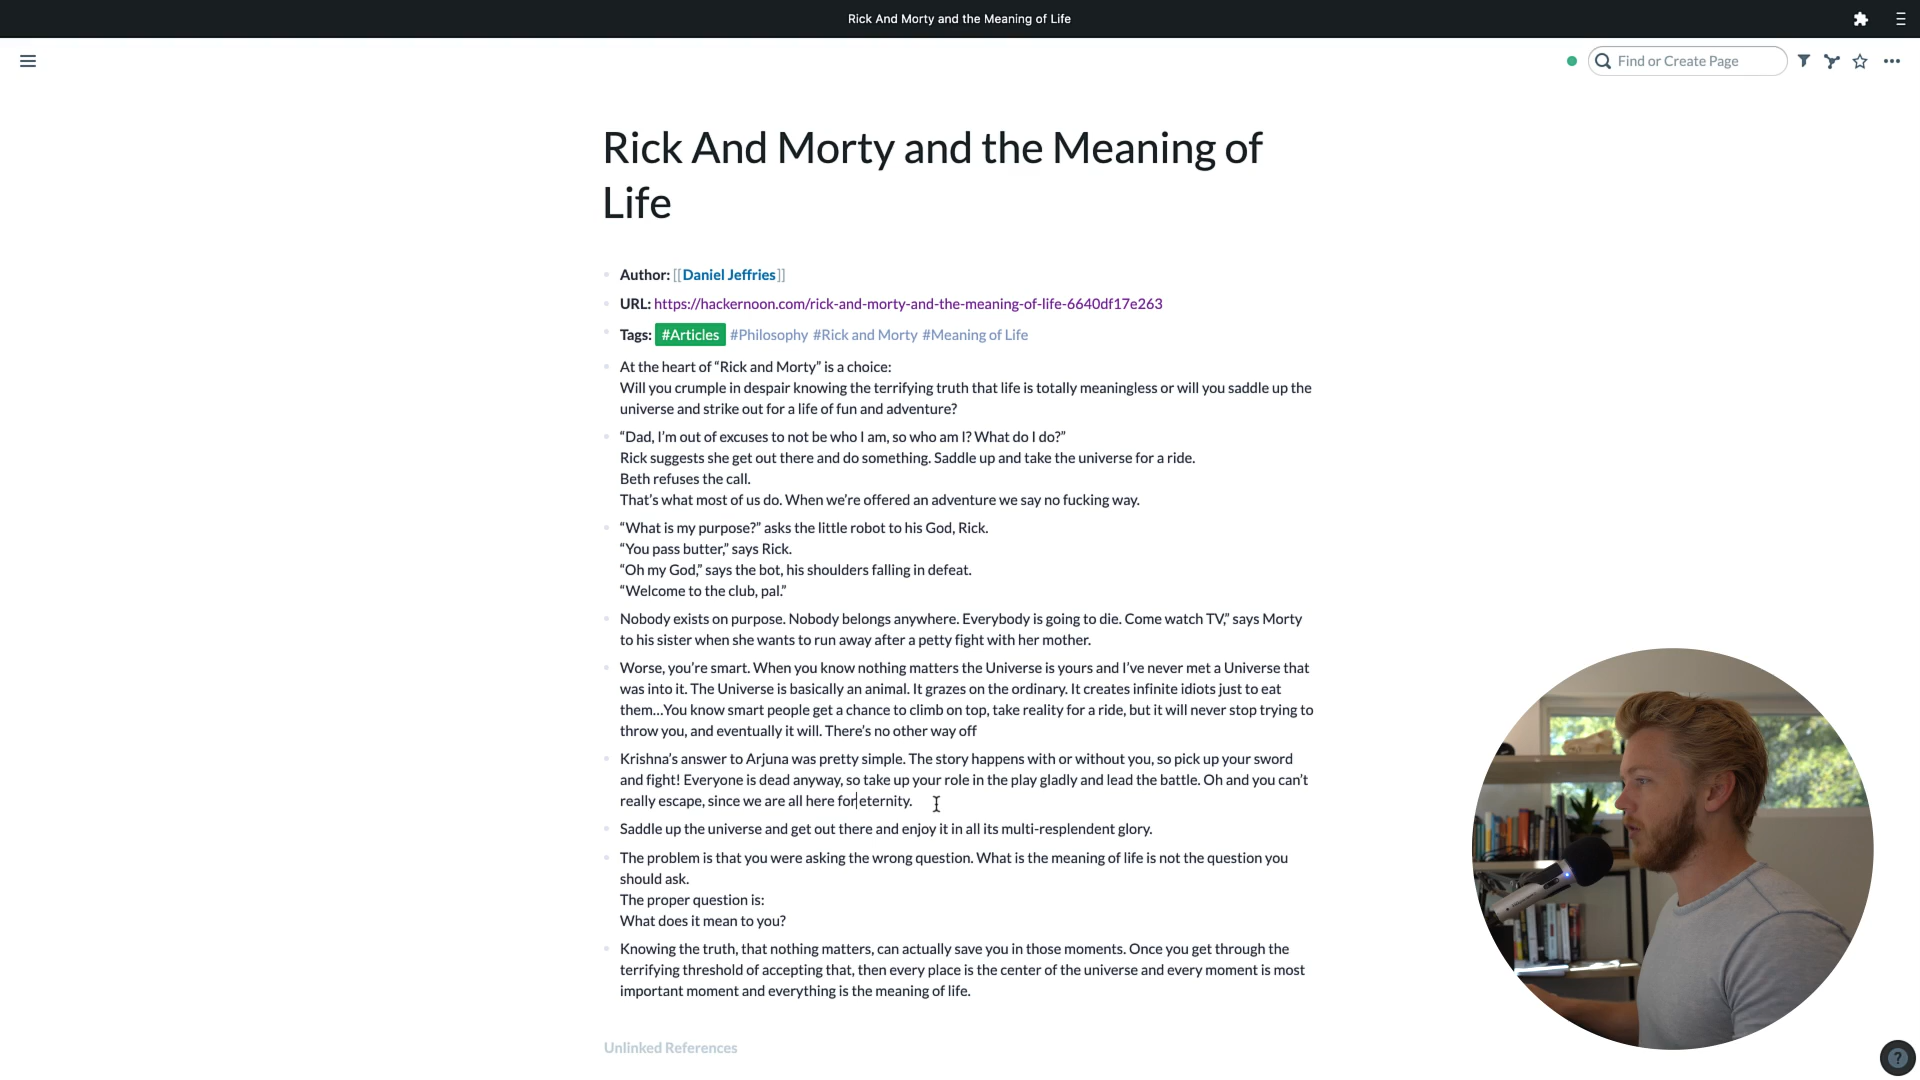 Rick And Morty and the Meaning of Life
Find or Create Page
Rick And Morty and the Meaning of
Life
Author: [[Daniel Jeffries]]
URL: https://hackernoon.com/rick-and-morty-and-the-meaning-of-life-6640df17e263
Tags: #Articles #Philosophy #Rick and Morty #Meaning of Life
At the heart of “Rick and Morty” is a choice:
Will you crumple in despair knowing the terrifying truth that life is totally meaningless or will you saddle up the
universe and strike out for a life of fun and adventure?
“Dad, I’m out of excuses to not be who I am, so who am I? What do I do?”
Rick suggests she get out there and do something. Saddle up and take the universe for a ride.
Beth refuses the call.
That’s what most of us do. When we’re offered an adventure we say no fucking way.
“What is my purpose?” asks the little robot to his God, Rick.
“You pass butter,” says Rick.
“Oh my God,” says the bot, his shoulders falling in defeat.
“Welcome to the club, pal.”
Nobody exists on purpose. Nobody belongs anywhere. Everybody is going to die. Come watch TV,” says Morty
to his sister when she wants to run away after a petty fight with her mother.
Worse, you’re smart. When you know nothing matters the Universe is yours and I’ve never met a Universe that
was into it. The Universe is basically an animal. It grazes on the ordinary. It creates infinite idiots just to eat
them…You know smart people get a chance to climb on top, take reality for a ride, but it will never stop trying to
throw you, and eventually it will. There’s no other way off
Krishna’s answer to Arjuna was pretty simple. The story happens with or without you, so pick up your sword
and fight! Everyone is dead anyway, so take up your role in the play gladly and lead the battle. Oh and you can’t
really escape, since we are all here for eternity.
Saddle up the universe and get out there and enjoy it in all its multi-resplendent glory.
The problem is that you were asking the wrong question. What is the meaning of life is not the question you
should ask.
The proper question is:
What does it mean to you?
Knowing the truth, that nothing matters, can actually save you in those moments. Once you get through the
terrifying threshold of accepting that, then every place is the center of the universe and every moment is most
important moment and everything is the meaning of life.
Unlinked References
?